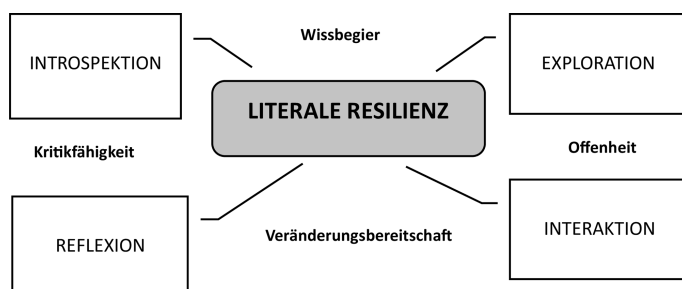 Wissbegier
INTROSPEKTION
EXPLORATION
LITERALE RESILIENZ
Kritikfähigkeit
Offenheit
INTERAKTION
REFLEXION
Veränderungsbereitschaft